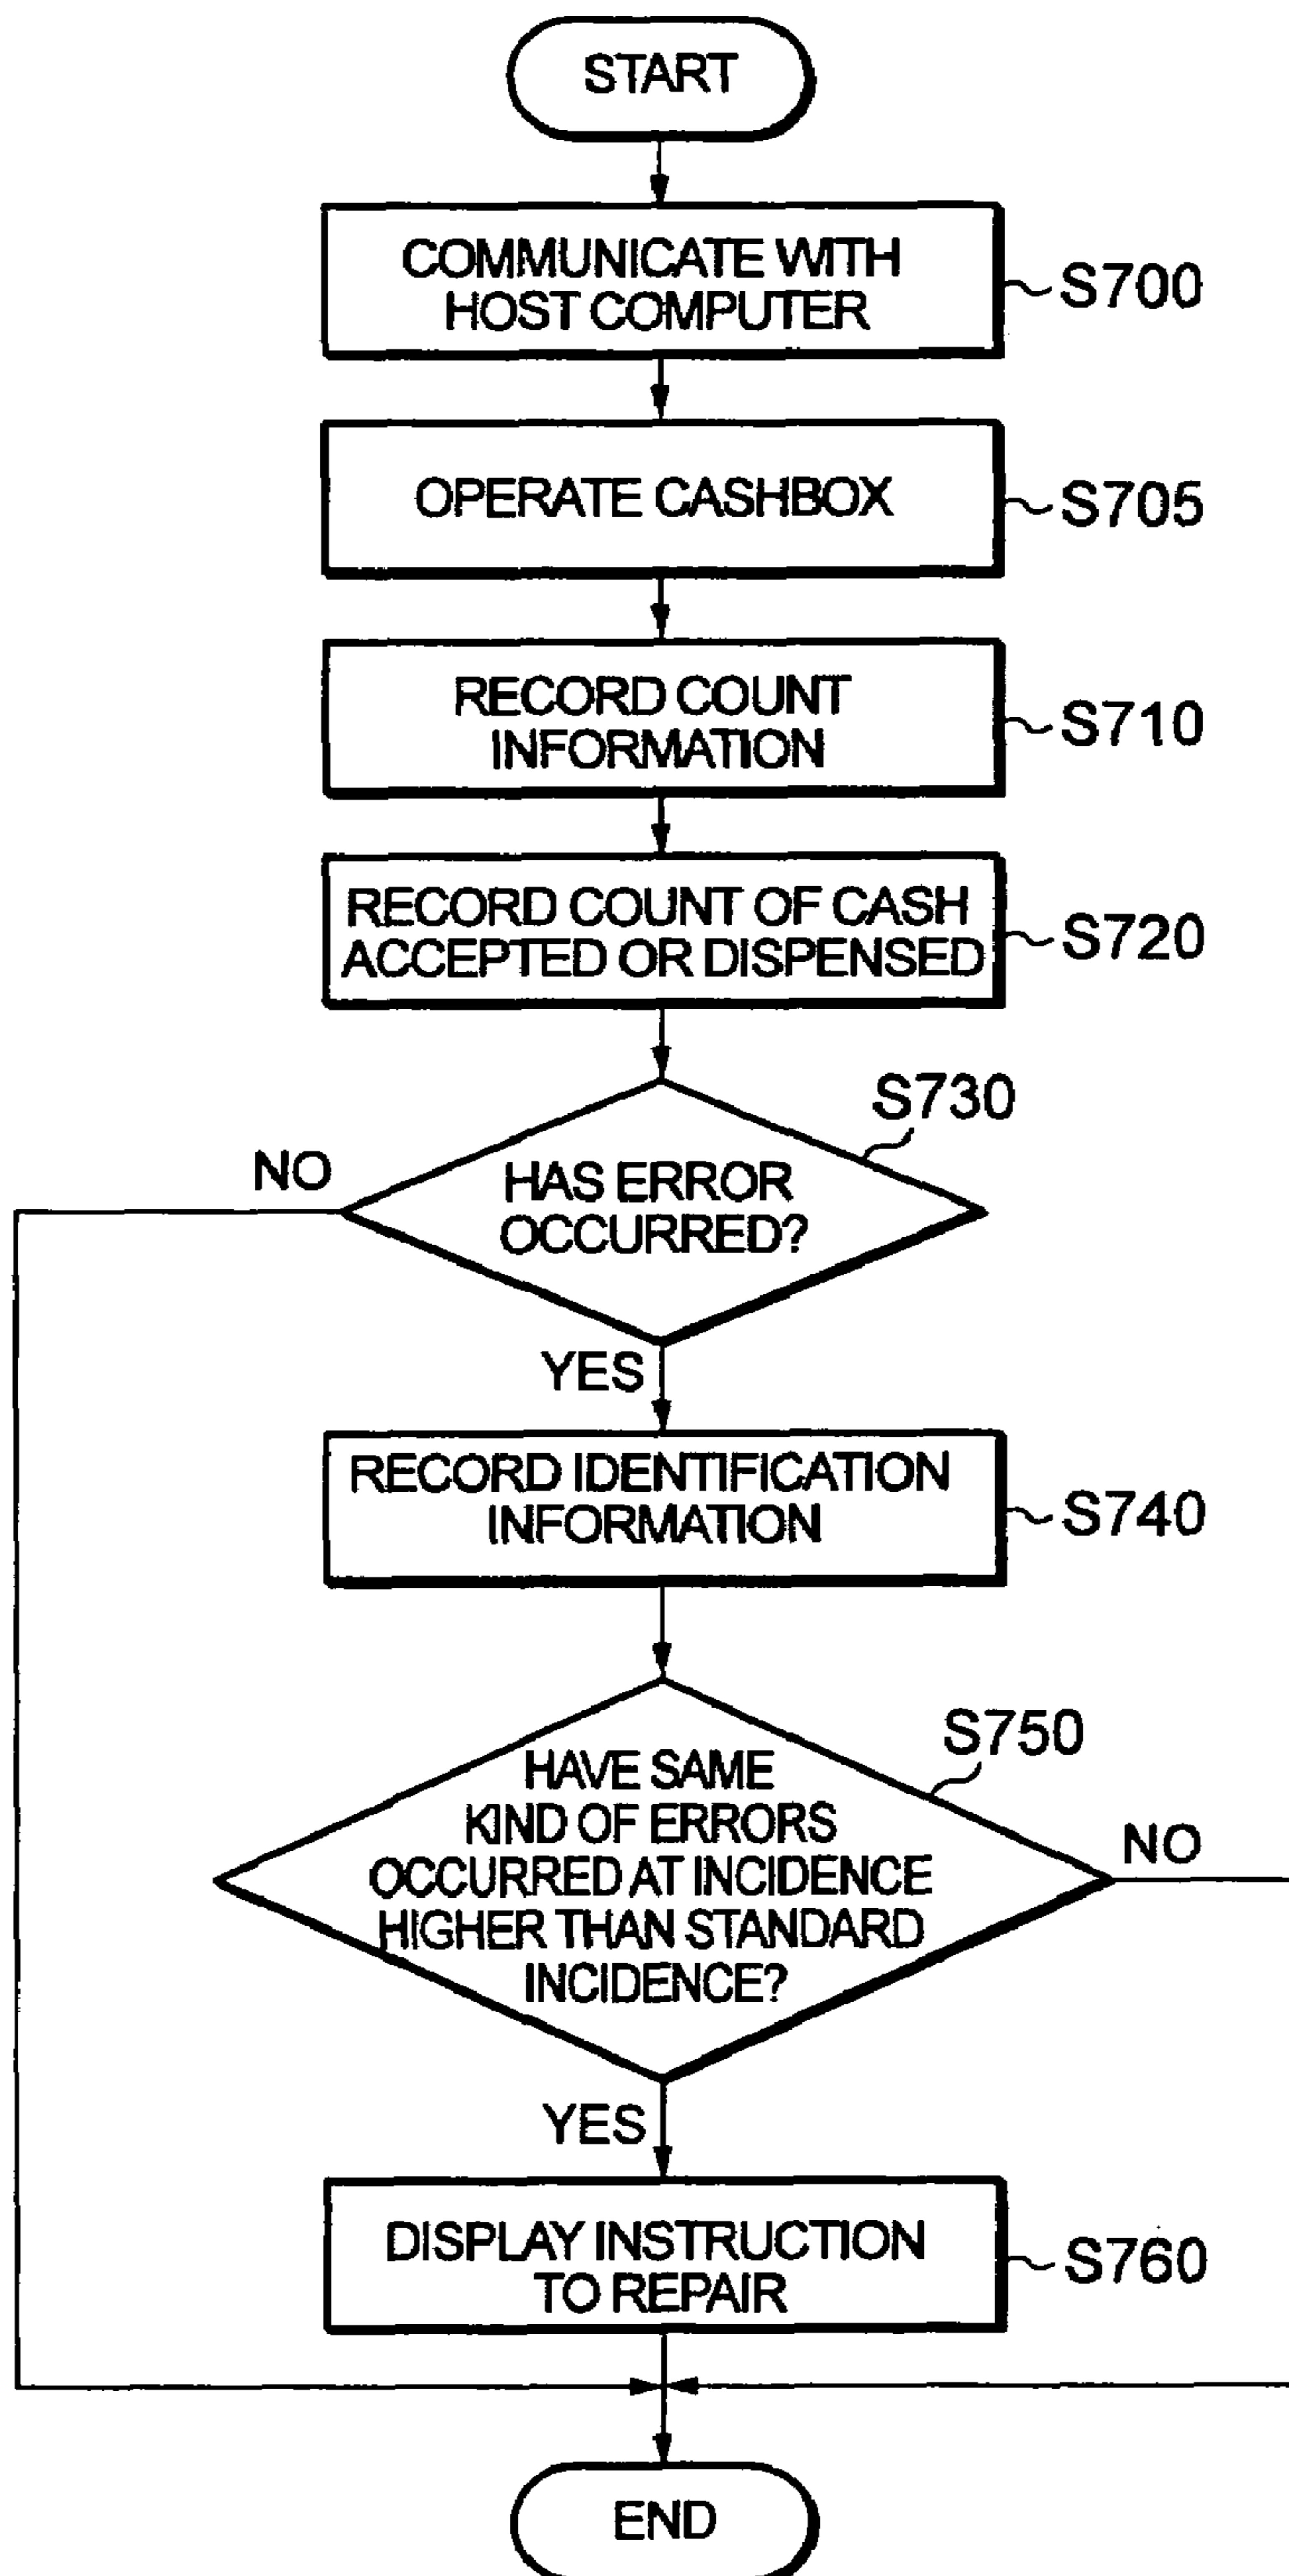 START
COMMUNICATE WITH
HOST COMPUTER
S700
OPERATE CASHBOX
S705
RECORD COUNT
INFORMATION
S710
RECORD COUNT OF CASH
ACCEPTED OR DISPENSED
S720
S730
NO
HAS ERROR
OCCURRED?
YES
RECORD IDENTIFICATION
INFORMATION
S740
S750
HAVE SAME
KIND OF ERRORS
OCCURRED AT INCIDENCE
HIGHER THAN STANDARD
INCIDENCE?
NO
YES
DISPLAY INSTRUCTION
TO REPAIR
S760
END